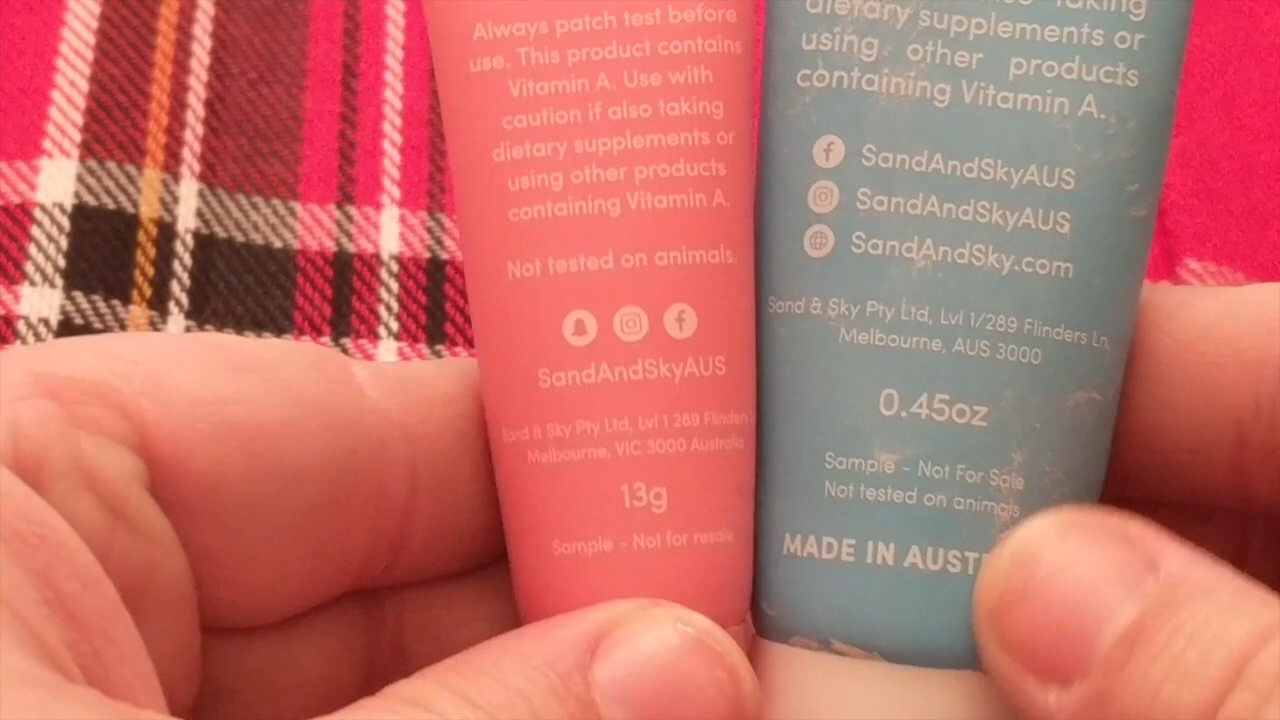 Always patch test before
use. This product contains
Vitamin A. Use with
caution if also taking
dietary supplements or
using other products
containing Vitamin A.
Not tested on animals.
SandAndSkyAUS
Sand & Sky Pty Ltd, Lvl 1 289 Flinders
Melbourne, VIC 3000 Australia
13g
Sample - Not for resale
taking
dietary supplements or
using other products
containing Vitamin A.
SandAndSkyAUS
SandAndSkyAUS
SandAndSky.com
Sand & Sky Pty Ltd, Lvl 1/289 Flinders Ln,
Melbourne, AUS 3000
0.45oz
Sample - Not For Sale
Not tested on animals
MADE IN AUST